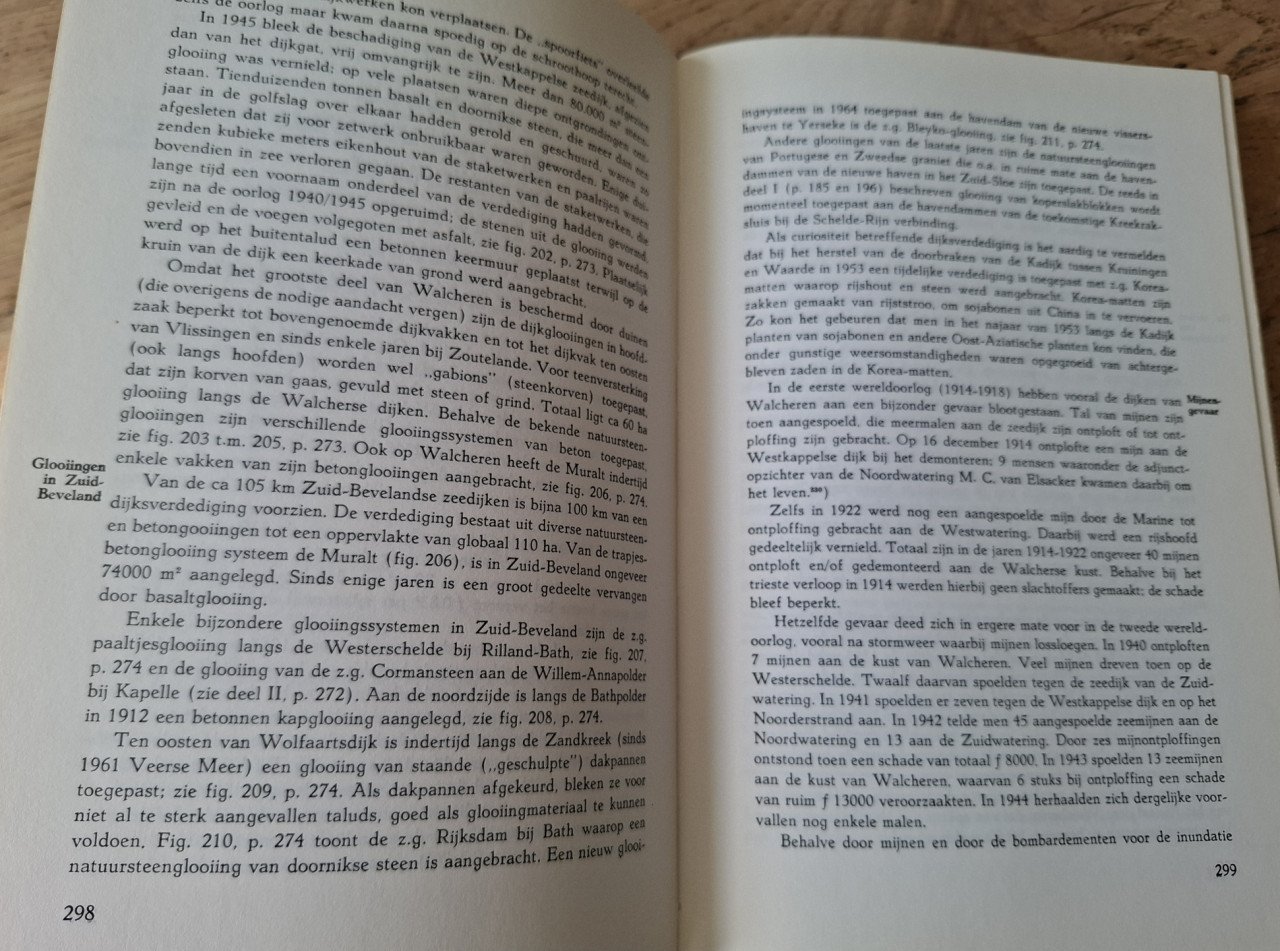 de oorlog maar kwam daarna spoedig op de schroothoop terecht.
In 1945 bleek de beschadiging van de Westkappelse zeedijk, afgezien
dan van het dijkgat, vrij omvangrijk te zijn. Meer dan 80.000 m² steen-
glooiing was vernield; op vele plaatsen waren diepe ontgrondingen ont-
staan. Tienduizenden tonnen basalt en doornikse steen, die meer dan een
jaar in de golfslag over elkaar hadden gerold en geschuurd, waren zo
afgesleten dat zij voor zetwerk onbruikbaar waren geworden. Enige dui-
zenden kubieke meters eikenhout van de staketwerken en paalrijen waren
bovendien in zee verloren gegaan. De restanten van de staketwerken, die
lange tijd een voornaam onderdeel van de verdediging hadden gevormd,
zijn na de oorlog 1940/1945 opgeruimd; de stenen uit de glooiing werden
gevleid en de voegen volgegoten met asfalt, zie fig. 202, p. 273. Plaatselijk
werd op het buitentalud een betonnen keermuur geplaatst terwijl op de
kruin van de dijk een keerkade van grond werd aangebracht.
Omdat het grootste deel van Walcheren is beschermd door duinen
(die overigens de nodige aandacht vergen) zijn de dijkglooiingen in hoofd-
zaak beperkt tot bovengenoemde dijkvakken en tot het dijkvak ten oosten
van Vlissingen en sinds enkele jaren bij Zoutelande. Voor teenversterking
(ook langs hoofden) worden wel „gabions" (steenkorven) toegepast,
dat zijn korven van gaas, gevuld met steen of grind. Totaal ligt ca 60 ha
glooiing langs de Walcherse dijken. Behalve de bekende natuursteen-
glooiingen zijn verschillende glooiingssystemen van beton toegepast,
zie fig. 203 t.m. 205, p. 273. Ook op Walcheren heeft de Muralt indertijd
enkele vakken van zijn betonglooiingen aangebracht, zie fig. 206, p. 274.
Glooiingen
in Zuid-
Beveland
Van de ca 105 km Zuid-Bevelandse zeedijken is bijna 100 km van een
dijksverdediging voorzien. De verdediging bestaat uit diverse natuursteen-
en betongooiingen tot een oppervlakte van globaal 110 ha. Van de trapjes-
betonglooiing systeem de Muralt (fig. 206), is in Zuid-Beveland ongeveer
74000 m² aangelegd. Sinds enige jaren is een groot gedeelte vervangen
door basaltglooiing.
Enkele bijzondere glooiingssystemen in Zuid-Beveland zijn de z.g.
paaltjesglooiing langs de Westerschelde bij Rilland-Bath, zie fig. 207,
p. 274 en de glooiing van de z.g. Cormansteen aan de Willem-Annapolder
bij Kapelle (zie deel II, p. 272). Aan de noordzijde is langs de Bathpolder
in 1912 een betonnen kapglooiing aangelegd, zie fig. 208, p. 274.
Ten oosten van Wolfaartsdijk is indertijd langs de Zandkreek (sinds
1961 Veerse Meer) een glooiing van staande („geschulpte") dakpannen
toegepast; zie fig. 209, p. 274. Als dakpannen afgekeurd, bleken ze voor
niet al te sterk aangevallen taluds, goed als glooiingmateriaal te kunnen
voldoen. Fig. 210, p. 274 toont de z.g. Rijksdam bij Bath waarop een
natuursteenglooiing van doornikse steen is aangebracht. Een nieuw glooi-
298
ingsysteem in 1964 toegepast aan de havendam van de nieuwe vissers-
haven te Yerseke is de z.g. Bleyko-glooiing, zie fig. 211, p. 274.
Andere glooiingen van de laatste jaren zijn de natuursteenglooiingen
van Portugese en Zweedse graniet die o.a. in ruime mate aan de haven-
dammen van de nieuwe haven in het Zuid-Sloe zijn toegepast. De reeds in
deel I (p. 185 en 196) beschreven glooiing van koperslakblokken wordt
momenteel toegepast aan de havendammen van de toekomstige Kreekrak-
sluis bij de Schelde-Rijn verbinding.
Als curiositeit betreffende dijksverdediging is het aardig te vermelden
dat bij het herstel van de doorbraken van de Kadijk tussen Kruiningen
en Waarde in 1953 een tijdelijke verdediging is toegepast met z.g. Korea-
matten waarop rijshout en steen werd aangebracht. Korea-matten zijn
zakken gemaakt van rijststroo, om sojabonen uit China in te vervoeren.
Zo kon het gebeuren dat men in het najaar van 1953 langs de Kadijk
planten van sojabonen en andere Oost-Aziatische planten kon vinden, die
onder gunstige weersomstandigheden waren opgegroeid van achterge-
bleven zaden in de Korea-matten.
In de eerste wereldoorlog (1914-1918) hebben vooral de dijken van
Mijnen-
gevaar
Walcheren aan een bijzonder gevaar blootgestaan. Tal van mijnen zijn
toen aangespoeld, die meermalen aan de zeedijk zijn ontploft of tot ont-
ploffing zijn gebracht. Op 16 december 1914 ontplofte een mijn aan de
Westkappelse dijk bij het demonteren; 9 mensen waaronder de adjunct-
opzichter van de Noordwatering M. C. van Elsacker kwamen daarbij om
het leven.²³⁰)
Zelfs in 1922 werd nog een aangespoelde mijn door de Marine tot
ontploffing gebracht aan de Westwatering. Daarbij werd een rijshoofd
gedeeltelijk vernield. Totaal zijn in de jaren 1914-1922 ongeveer 40 mijnen
ontploft en/of gedemonteerd aan de Walcherse kust. Behalve bij het
trieste verloop in 1914 werden hierbij geen slachtoffers gemaakt; de schade
bleef beperkt.
Hetzelfde gevaar deed zich in ergere mate voor in de tweede wereld-
oorlog, vooral na stormweer waarbij mijnen lossloegen. In 1940 ontploften
7 mijnen aan de kust van Walcheren. Veel mijnen dreven toen op de
Westerschelde. Twaalf daarvan spoelden tegen de zeedijk van de Zuid-
watering. In 1941 spoelden er zeven tegen de Westkappelse dijk en op het
Noorderstrand aan. In 1942 telde men 45 aangespoelde zeemijnen aan de
Noordwatering en 13 aan de Zuidwatering. Door zes mijnontploffingen
ontstond toen een schade van totaal ƒ 8000. In 1943 spoelden 13 zeemijnen
aan de kust van Walcheren, waarvan 6 stuks bij ontploffing een schade
van ruim ƒ 13000 veroorzaakten. In 1944 herhaalden zich dergelijke voor-
vallen nog enkele malen.
Behalve door mijnen en door de bombardementen voor de inundatie
299